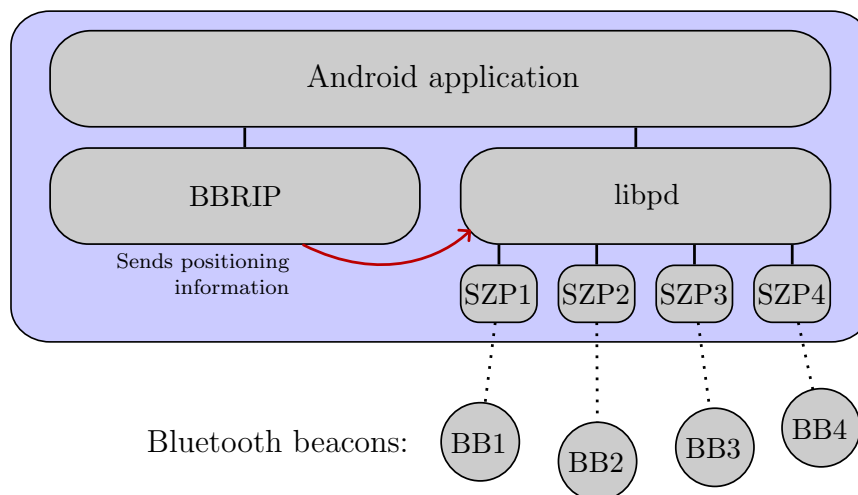 Android application
BBRIP
libpd
Sends positioning
information
SZP1 SZP2 SZP3 SZP4
Bluetooth beacons: BB1 BB2 BB3 BB4